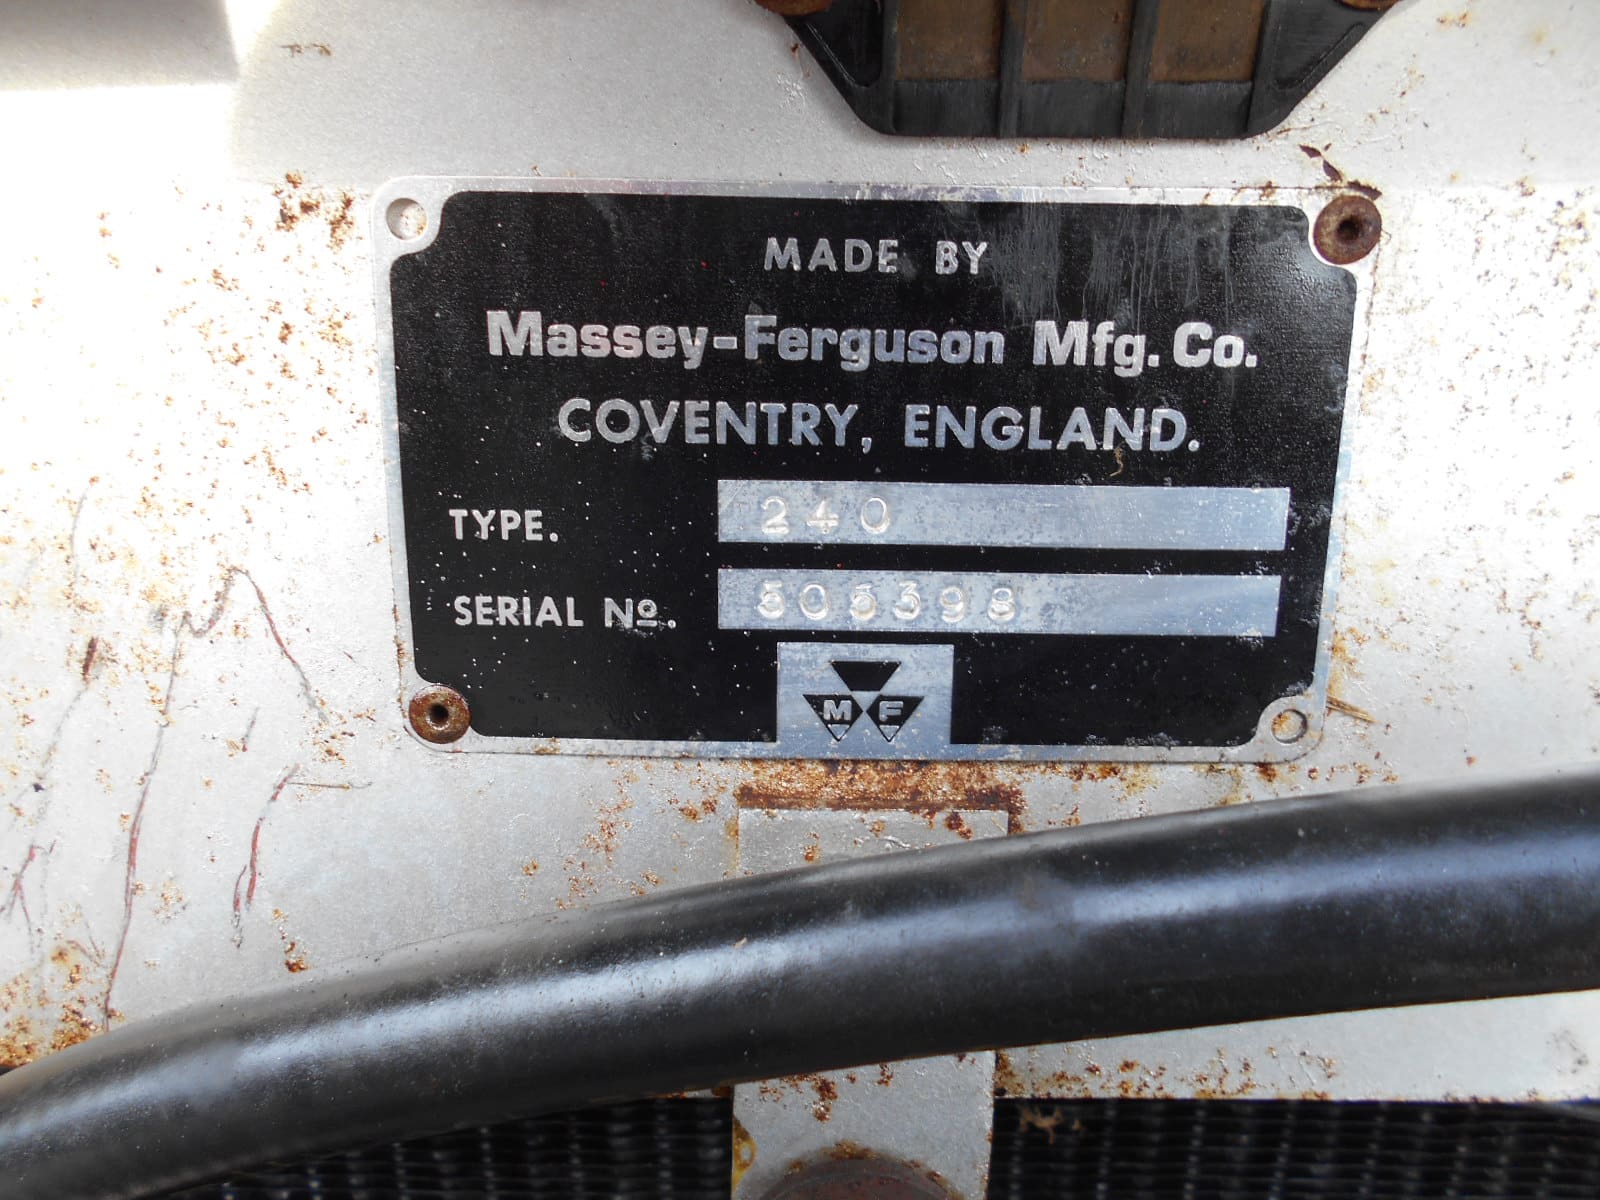 MADE BY
Massey-Ferguson Mfg. Co.
COVENTRY, ENGLAND.
TYPE. 240
SERIAL Nº. 505398
M F